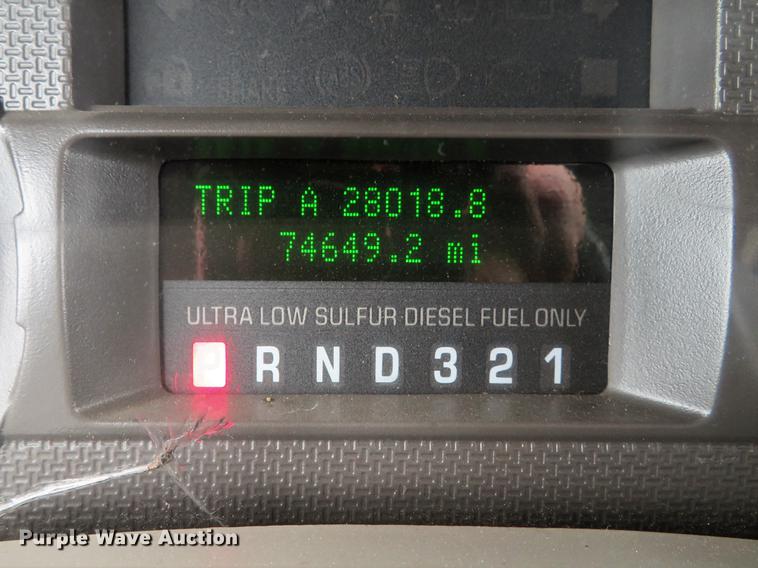 TRIP A 28018.8
74649.2 mi
ULTRA LOW SULFUR DIESEL FUEL ONLY
P R N D 3 2 1
Purple Wave Auction